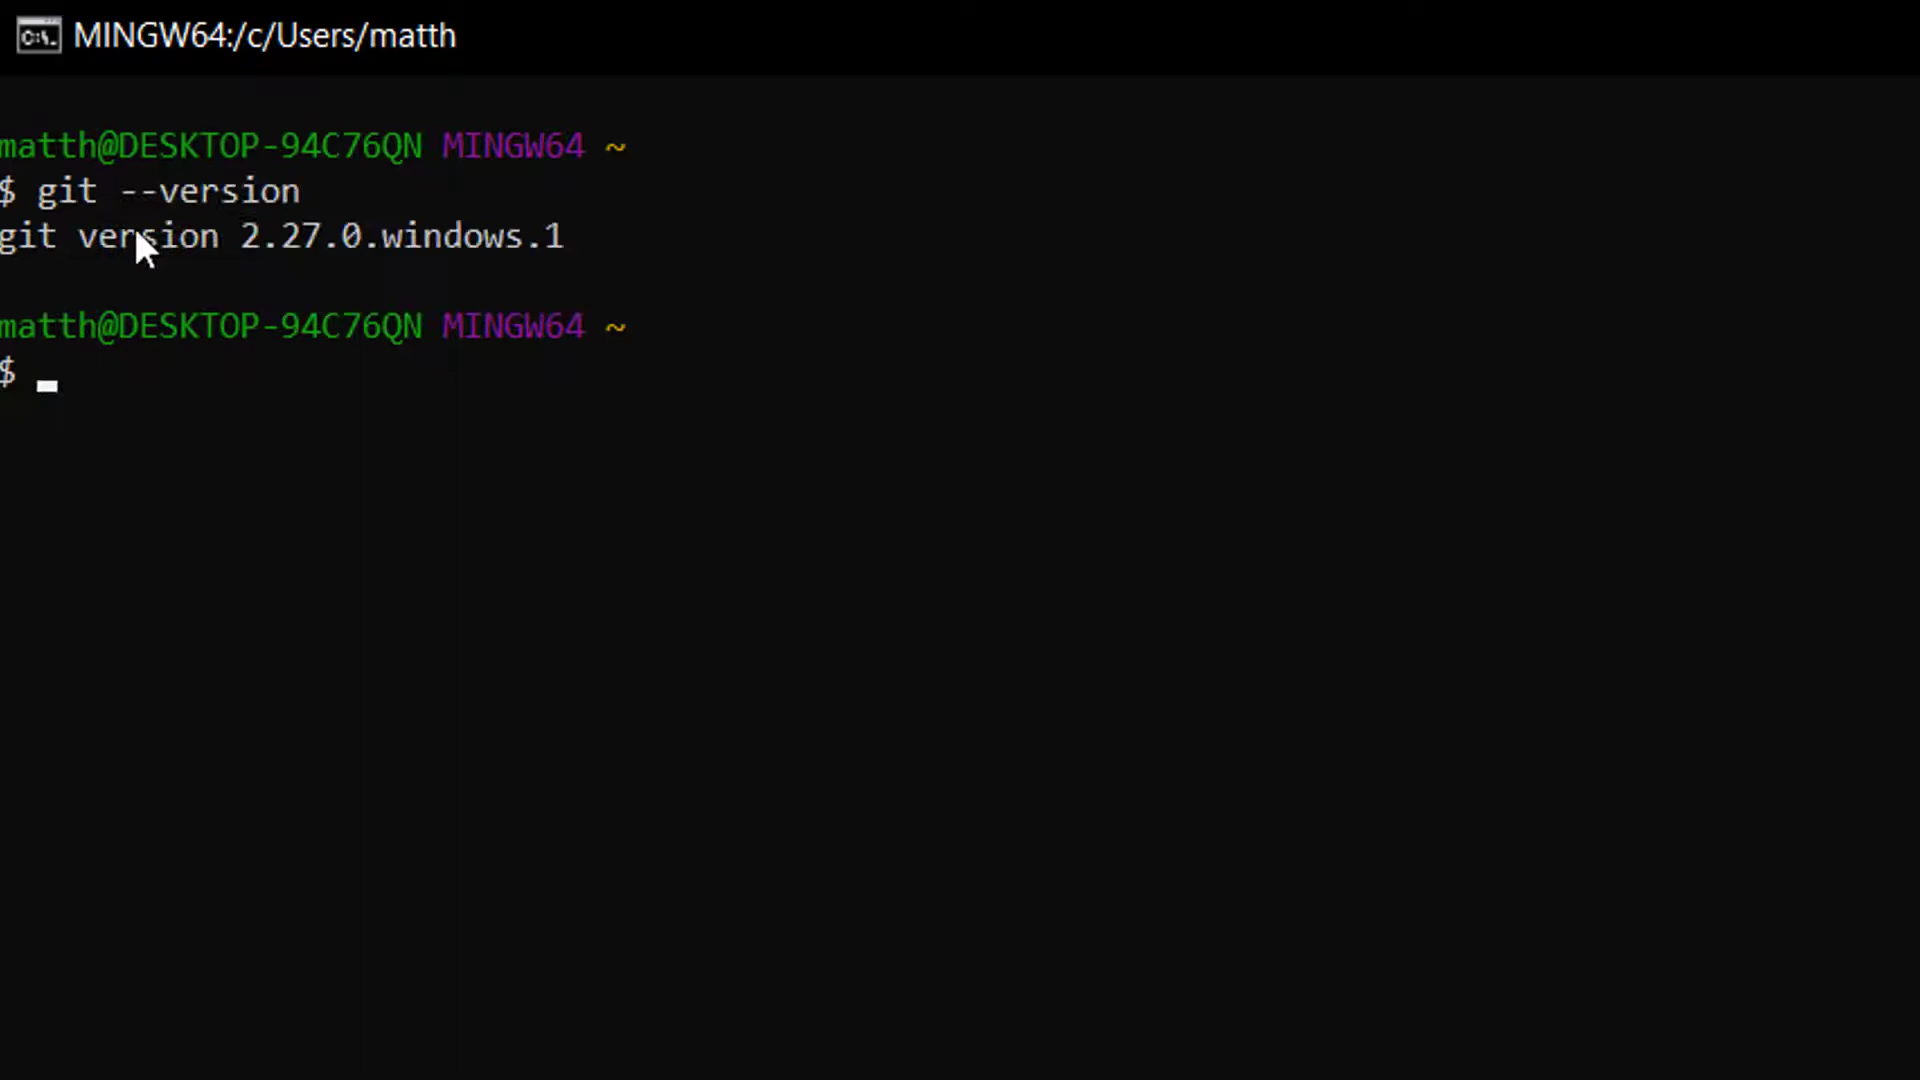 C:\.
MINGW64:/c/Users/matth
matth@DESKTOP-94C76QN MINGW64 ~
$ git --version
git version 2.27.0.windows.1
matth@DESKTOP-94C76QN MINGW64 ~
$